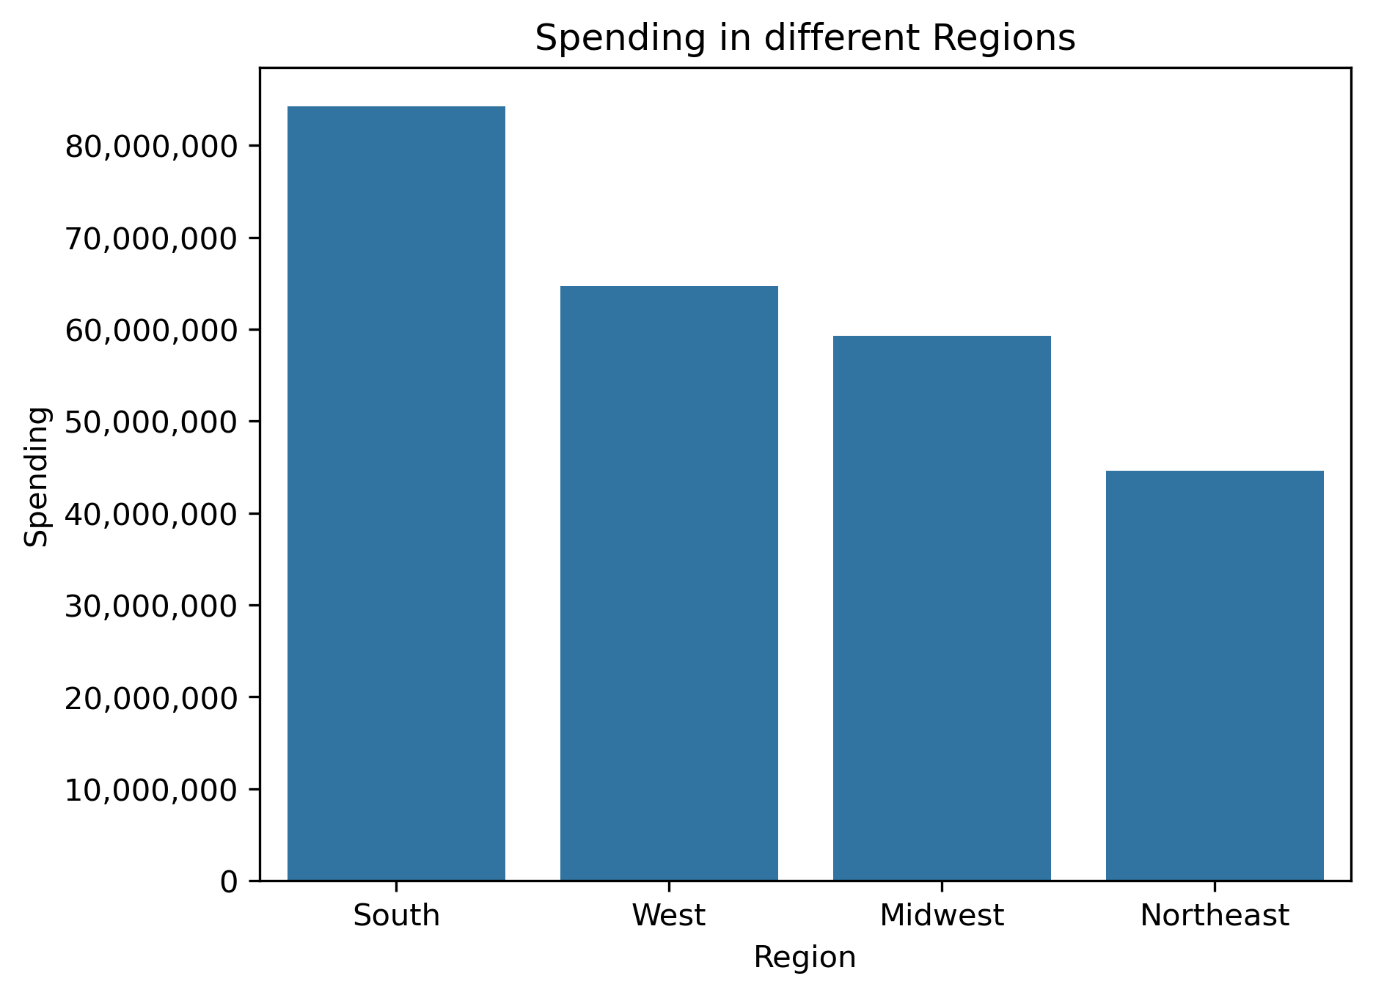 Spending in different Regions
80,000,000
70,000,000
60,000,000
50,000,000
40,000,000
30,000,000
20,000,000
10,000,000
0
Spending
South West Midwest Northeast
Region